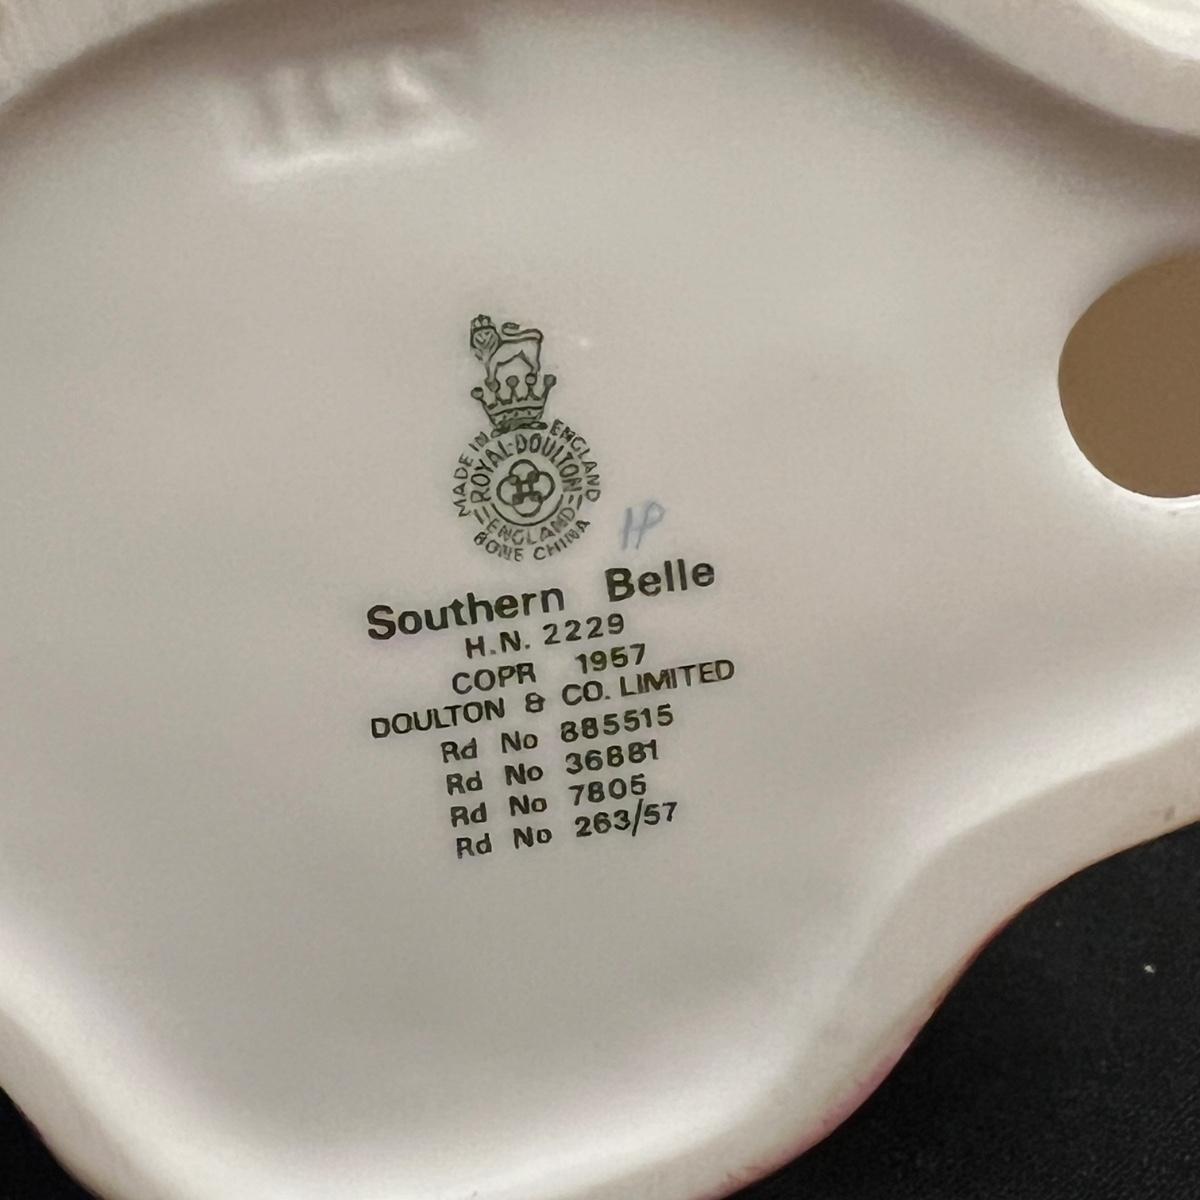 MADE IN ENGLAND
ROYAL·DOULTON
ENGLAND
BONE CHINA
HP
Southern Belle
H.N. 2229
COPR 1957
DOULTON & CO. LIMITED
Rd No 885515
Rd No 36881
Rd No 7805
Rd No 263/57